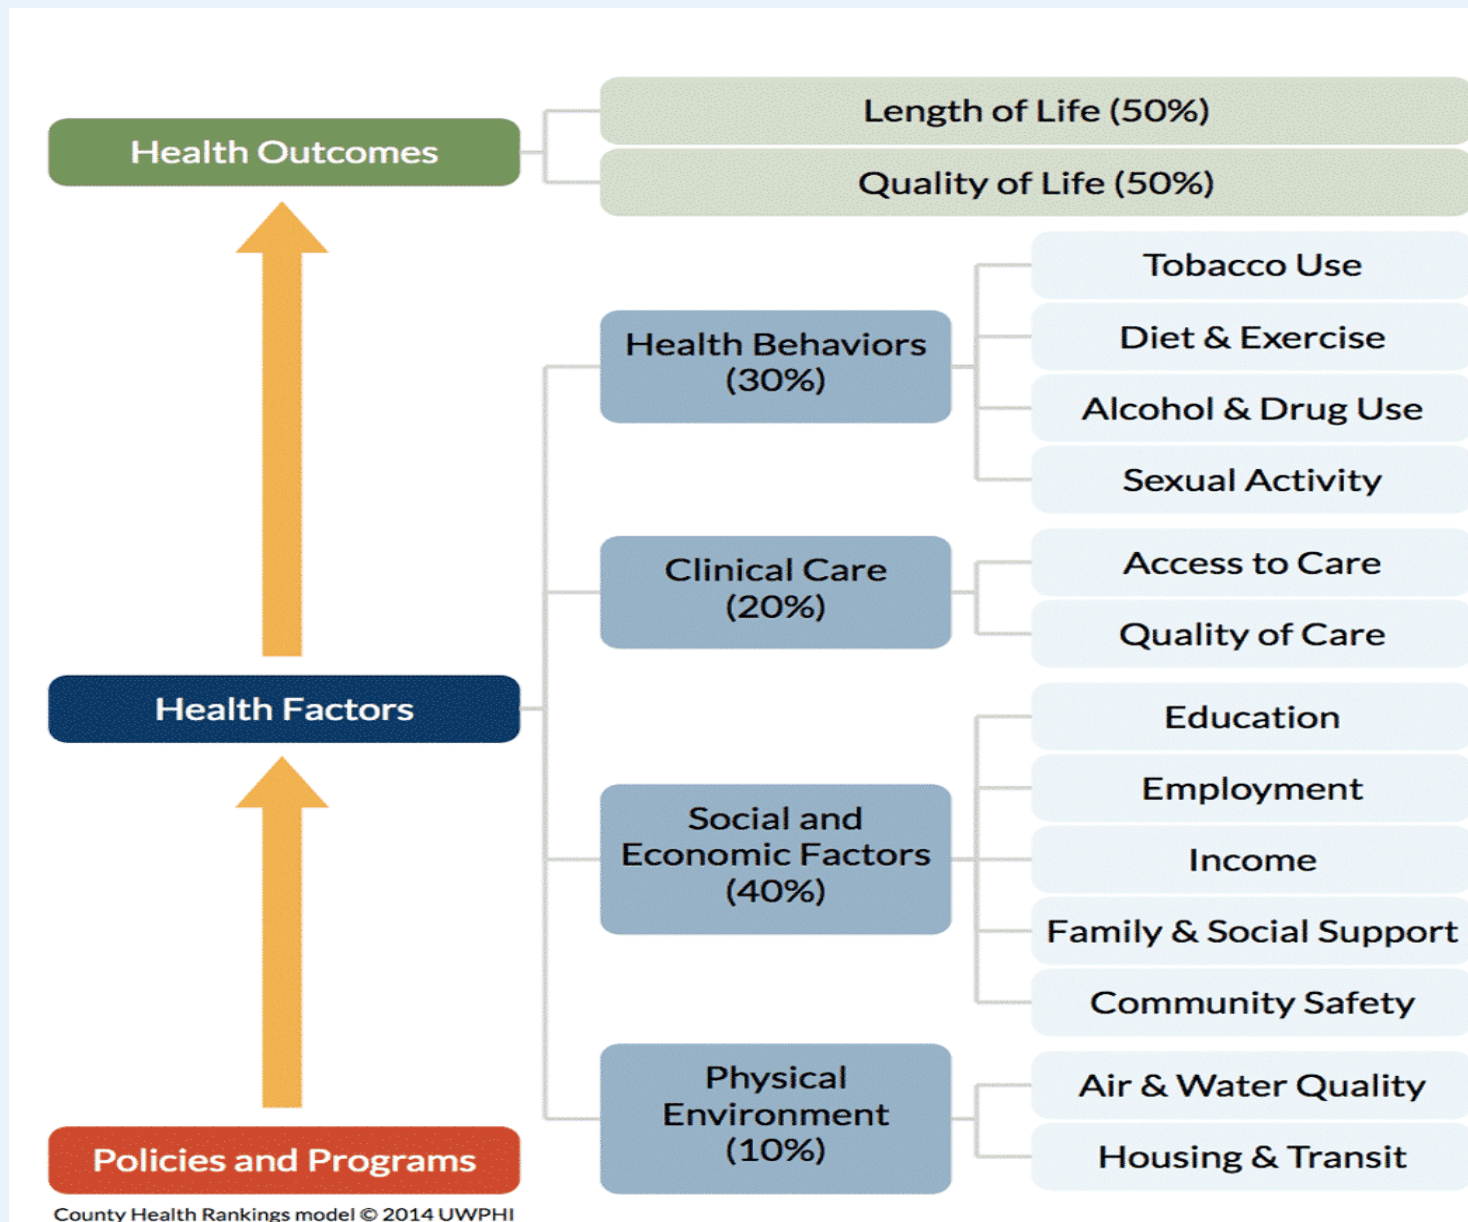 Health Outcomes
Length of Life (50%)
Quality of Life (50%)
Health Factors
Health Behaviors
(30%)
Tobacco Use
Diet & Exercise
Alcohol & Drug Use
Sexual Activity
Clinical Care
(20%)
Access to Care
Quality of Care
Social and
Economic Factors
(40%)
Education
Employment
Income
Family & Social Support
Community Safety
Physical
Environment
(10%)
Air & Water Quality
Housing & Transit
Policies and Programs
County Health Rankings model © 2014 UWPHI